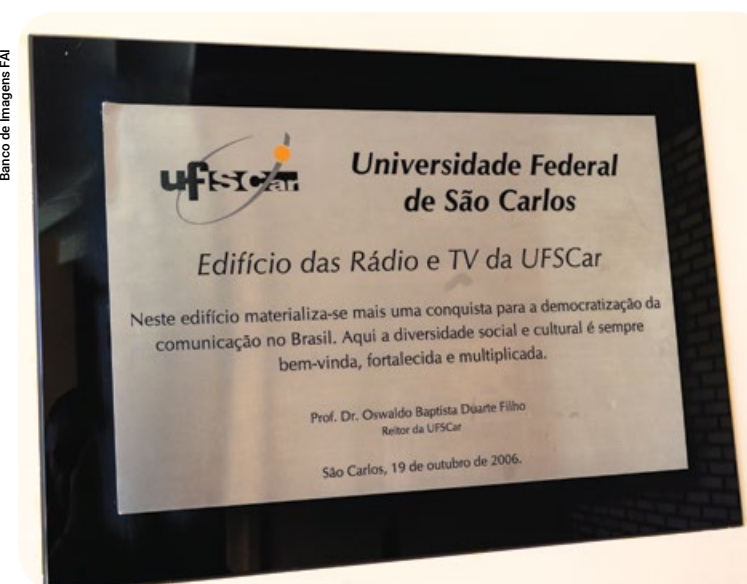 Banco de Imagens FAI
ufscar
Universidade Federal
de São Carlos
Edifício das Rádio e TV da UFSCar
Neste edifício materializa-se mais uma conquista para a democratização da
comunicação no Brasil. Aqui a diversidade social e cultural é sempre
bem-vinda, fortalecida e multiplicada.
Prof. Dr. Oswaldo Baptista Duarte Filho
Reitor da UFSCar
São Carlos, 19 de outubro de 2006.